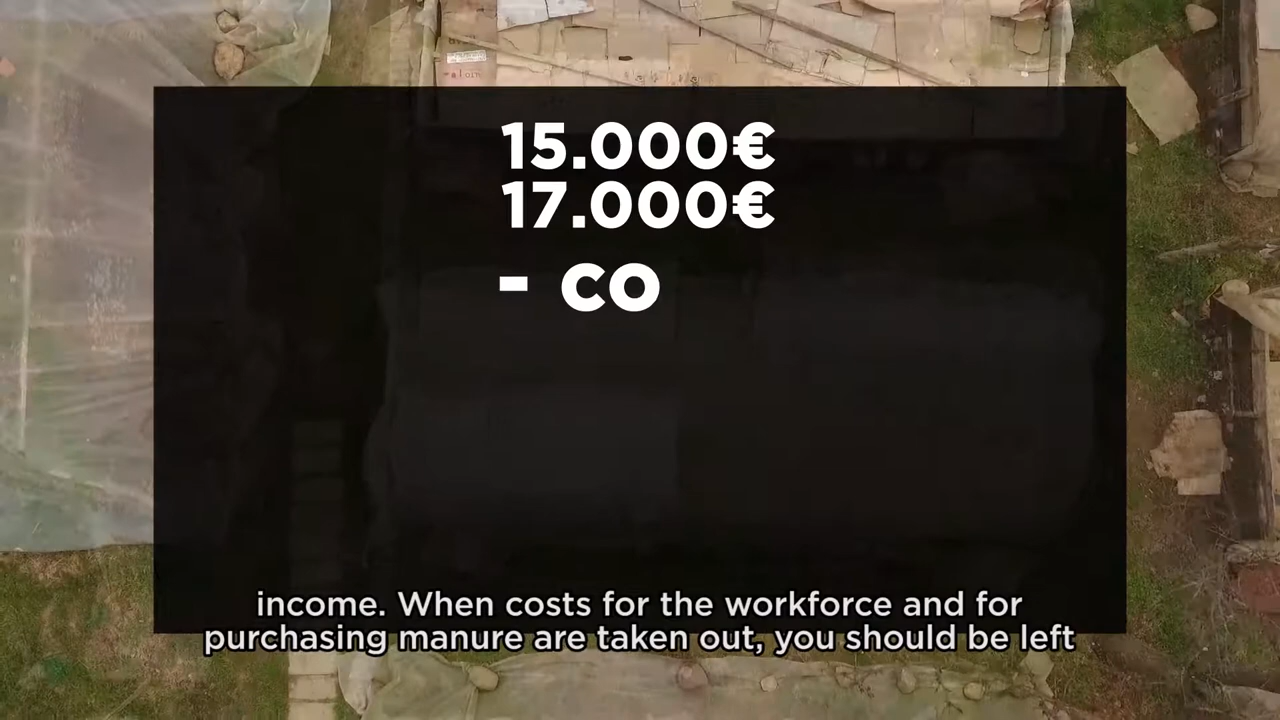 15.000€
17.000€
- co
income. When costs for the workforce and for
purchasing manure are taken out, you should be left